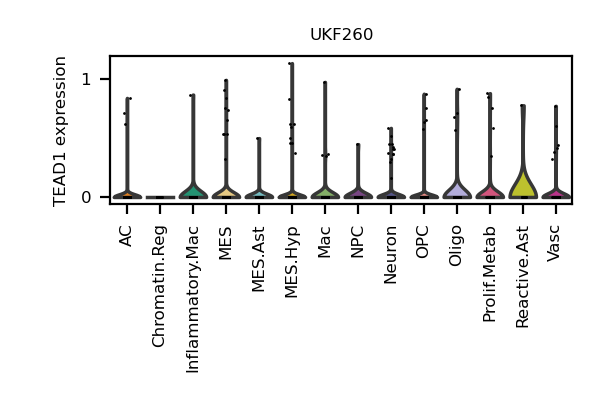 UKF260
TEAD1 expression
1
0
AC
Chromatin.Reg
Inflammatory.Mac
MES
MES.Ast
MES.Hyp
Mac
NPC
Neuron
OPC
Oligo
Prolif.Metab
Reactive.Ast
Vasc